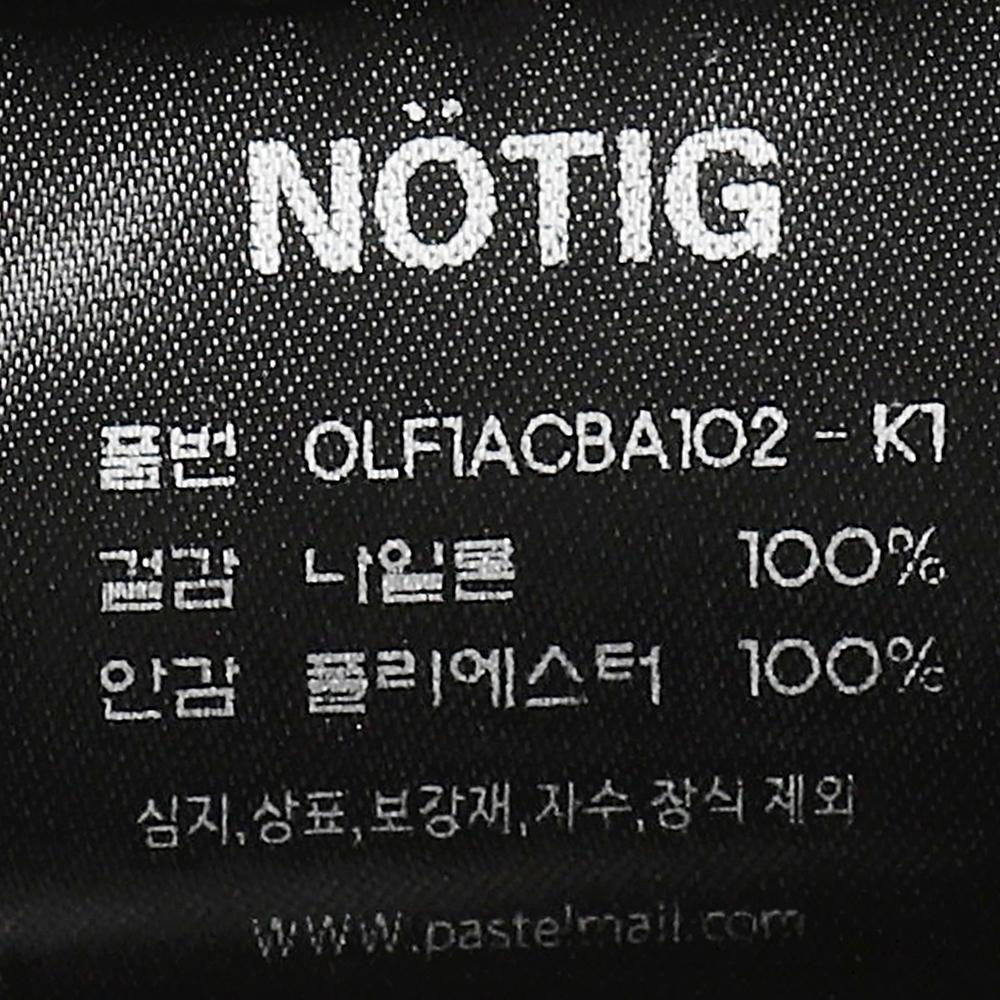 NÖTIG
품번 OLF1ACBA102 - K1
겉감 나일론 100%
안감 폴리에스터 100%
심지,상표,보강재,자수,장식 제외
www.pastelmall.com